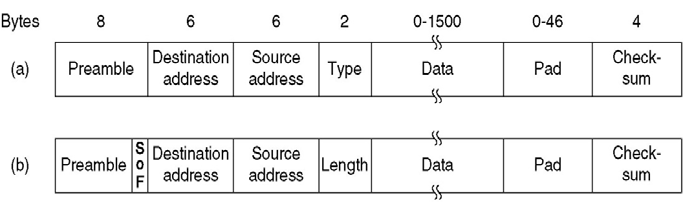 Bytes 8 6 6 2 0-1500 0-46 4
(a) Preamble Destination address Source address Type Data Pad Check-sum
(b) Preamble SoF Destination address Source address Length Data Pad Check-sum